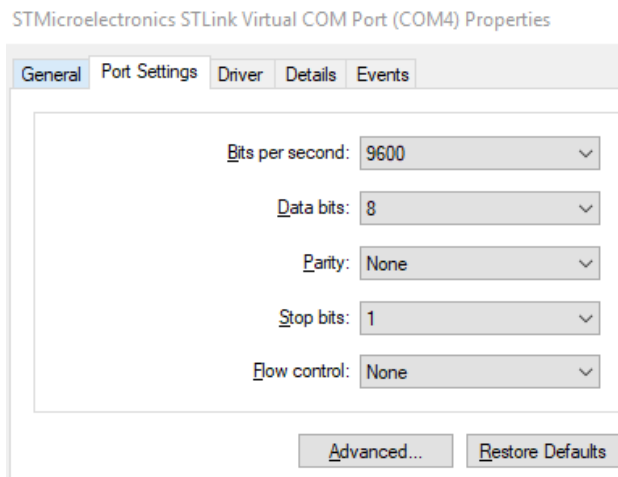 STMicroelectronics STLink Virtual COM Port (COM4) Properties
General Port Settings Driver Details Events
Bits per second: 9600
Data bits: 8
Parity: None
Stop bits: 1
Flow control: None
Advanced... Restore Defaults